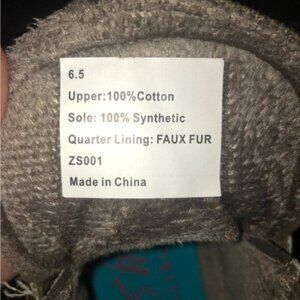 6.5
Upper:100%Cotton
Sole: 100% Synthetic
Quarter Lining: FAUX FUR
ZS001
Made in China